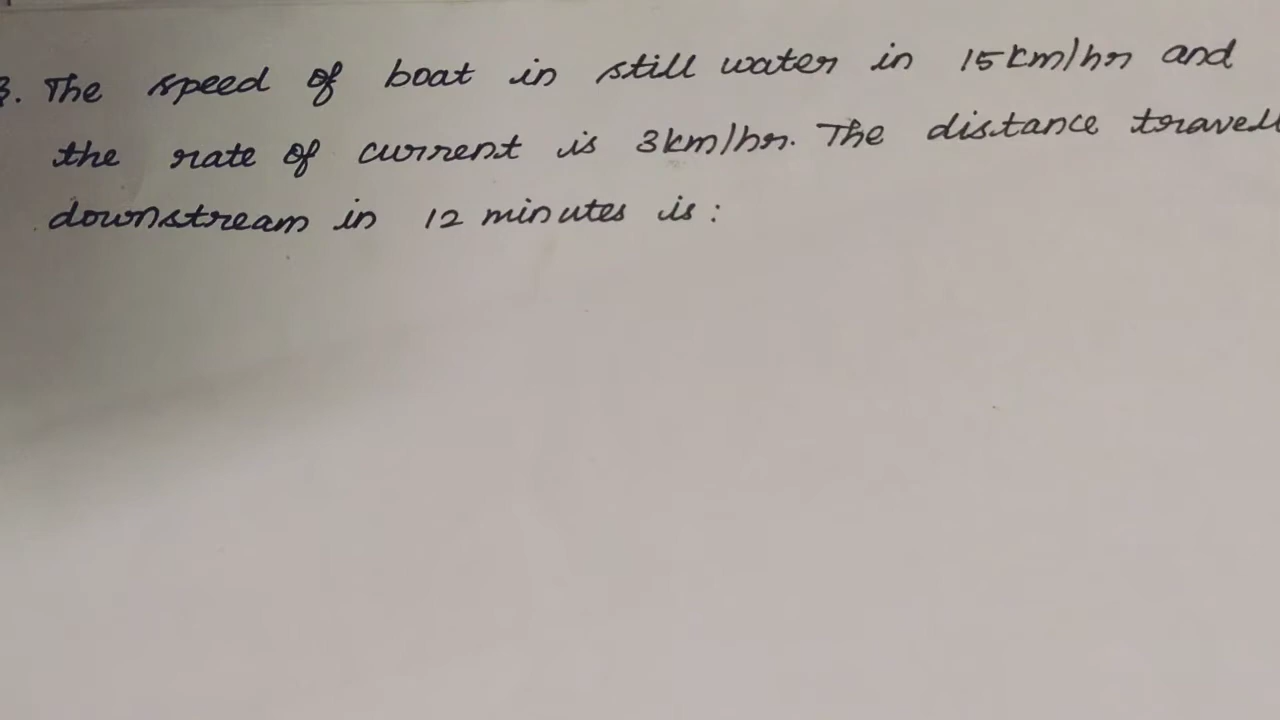 3. The speed of boat in still water in 15km/hr and
the rate of current is 3km/hr. The distance travell
downstream in 12 minutes is: